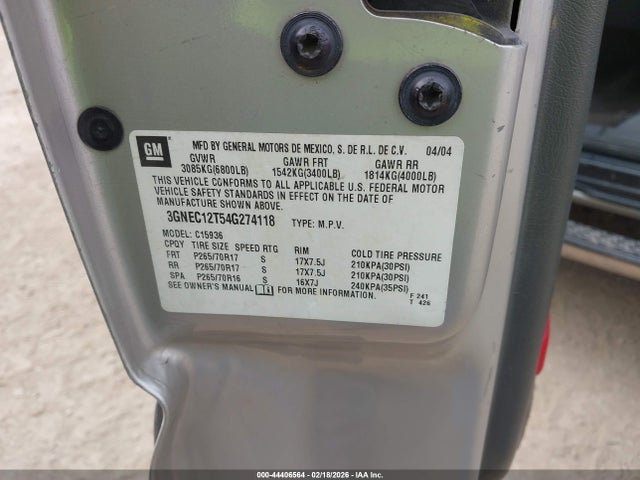 GM
MFD BY GENERAL MOTORS DE MEXICO, S. DE R.L. DE C.V. 04/04
GVWR GAWR FRT GAWR RR
3085KG(6800LB) 1542KG(3400LB) 1814KG(4000LB)
THIS VEHICLE CONFORMS TO ALL APPLICABLE U.S. FEDERAL MOTOR
VEHICLE SAFETY STANDARDS IN EFFECT ON THE DATE OF
MANUFACTURE SHOWN ABOVE.
3GNEC12T54G274118 TYPE: M.P.V.
MODEL: C15936
CPQY TIRE SIZE SPEED RTG RIM COLD TIRE PRESSURE
FRT P265/70R17 S 17X7.5J 210KPA(30PSI)
RR P265/70R17 S 17X7.5J 210KPA(30PSI)
SPA P265/70R16 S 16X7J 240KPA(35PSI)
SEE OWNER'S MANUAL FOR MORE INFORMATION.
F 241
T 426
000-44406564 - 02/18/2026 - IAA Inc.